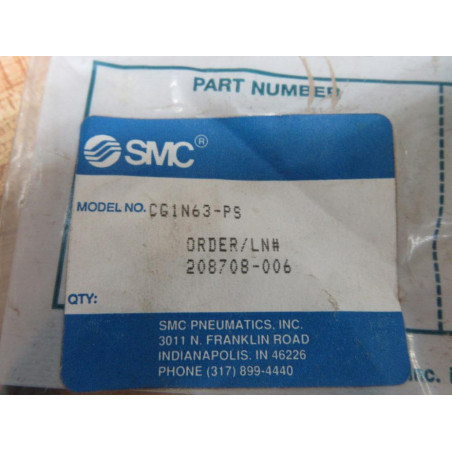 PART NUMBER
SMC®
MODEL NO. CG1N63-PS
ORDER/LN#
208708-006
QTY:
SMC PNEUMATICS, INC.
3011 N. FRANKLIN ROAD
INDIANAPOLIS, IN 46226
PHONE (317) 899-4440